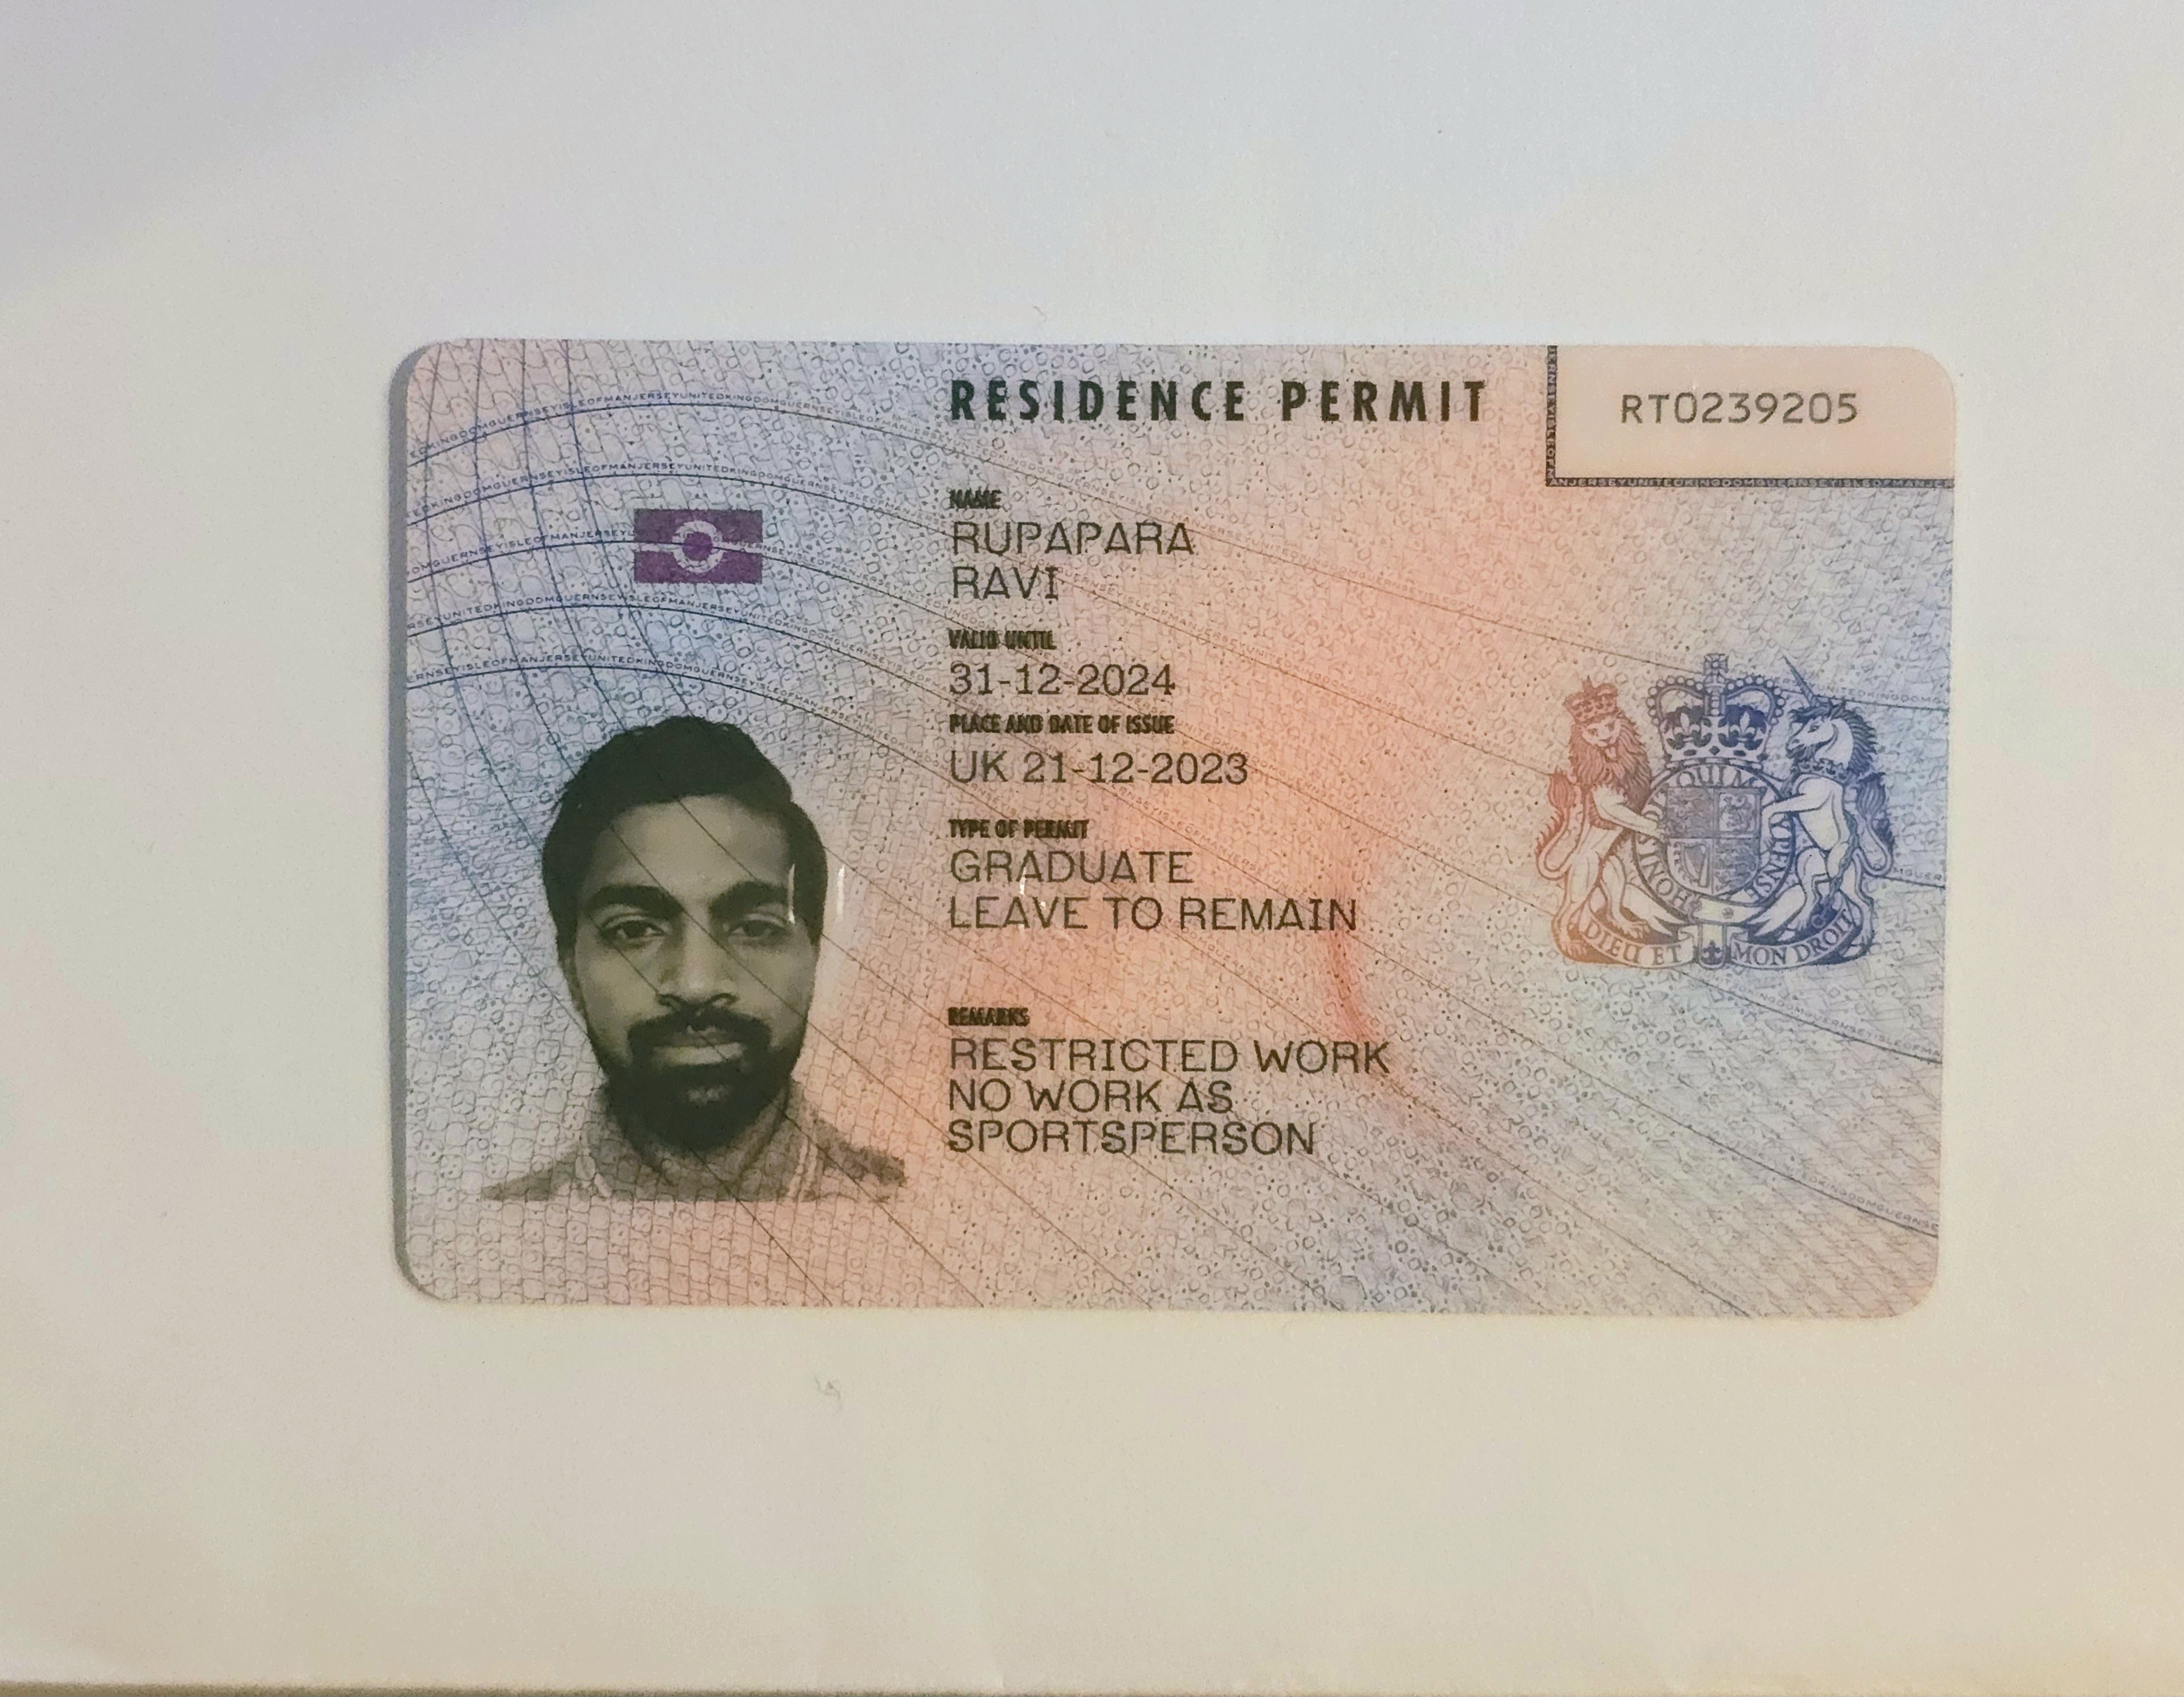 RESIDENCE PERMIT
RT0239205
NAME
RUPAPARA
RAVI
VALID UNTIL
31-12-2024
PLACE AND DATE OF ISSUE
UK 21-12-2023
TYPE OF PERMIT
GRADUATE
LEAVE TO REMAIN
REMARKS
RESTRICTED WORK
NO WORK AS
SPORTSPERSON
DIEU ET MON DROIT